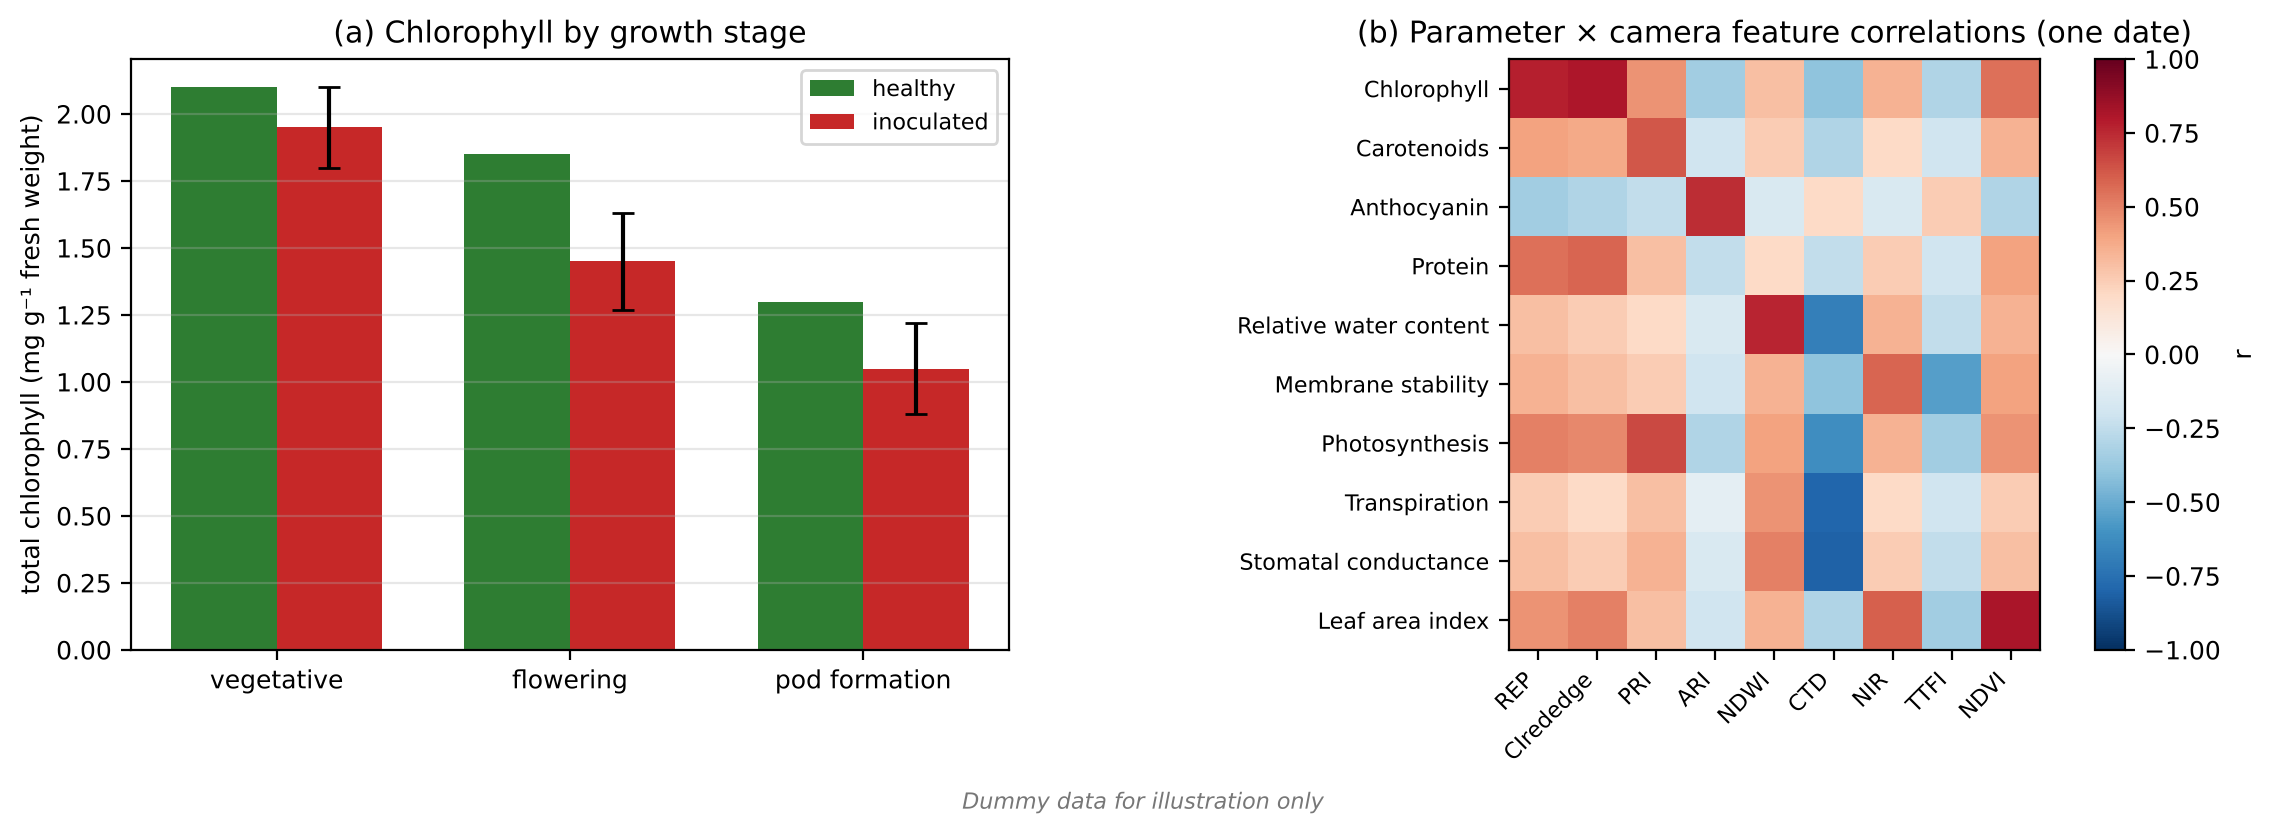 (a) Chlorophyll by growth stage
total chlorophyll (mg g⁻¹ fresh weight)
2.00
1.75
1.50
1.25
1.00
0.75
0.50
0.25
0.00
healthy
inoculated
vegetative
flowering
pod formation
(b) Parameter × camera feature correlations (one date)
Chlorophyll
Carotenoids
Anthocyanin
Protein
Relative water content
Membrane stability
Photosynthesis
Transpiration
Stomatal conductance
Leaf area index
REP
CIrededge
PRI
ARI
NDWI
CTD
NIR
TTFI
NDVI
1.00
0.75
0.50
0.25
0.00
−0.25
−0.50
−0.75
−1.00
r
Dummy data for illustration only